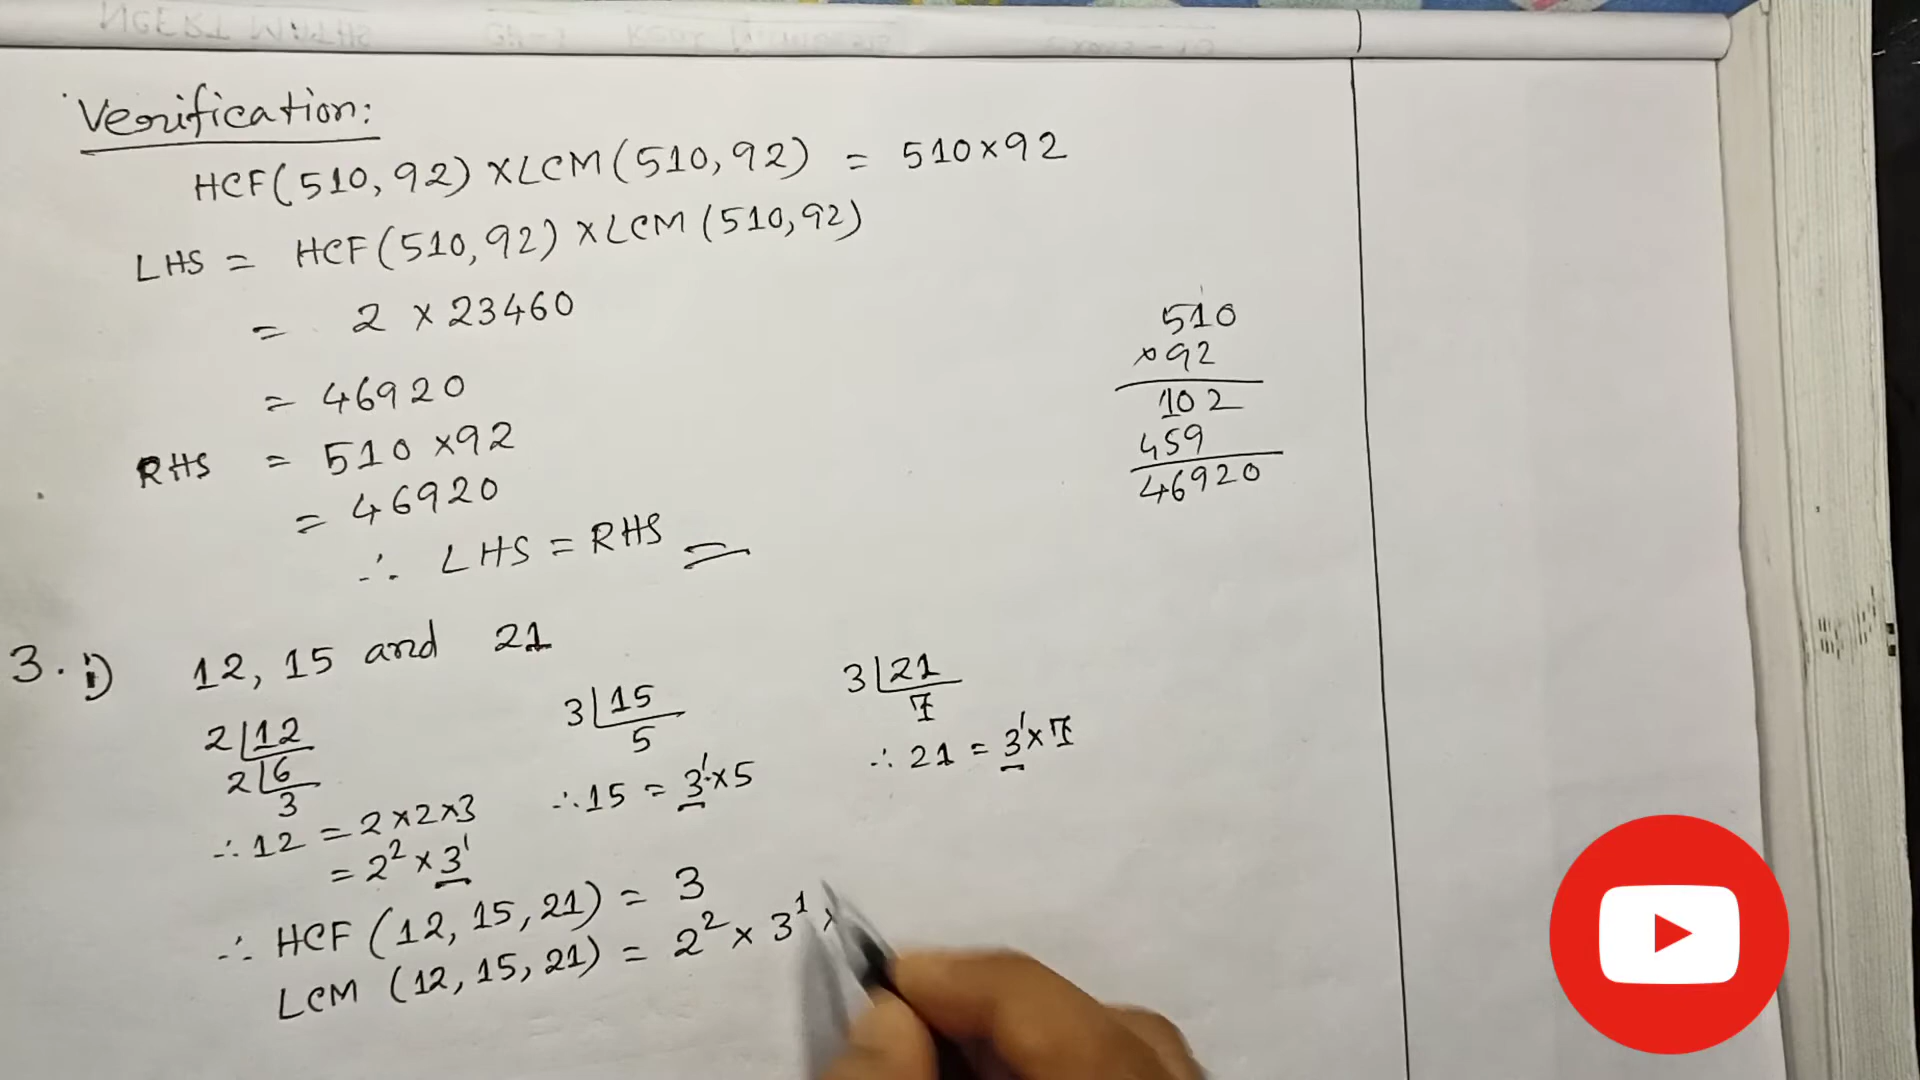 Verification:
HCF(510,92) × LCM(510,92) = 510×92
LHS = HCF(510,92) × LCM(510,92)
= 2 × 23460
= 46920
RHS = 510 ×92
= 46920
∴ LHS = RHS
510
×92
102
459
46920
3. i) 12, 15 and 21
2 12
2 6
3
∴ 12 = 2×2×3
= 2² × 3¹
3 15
5
∴ 15 = 3¹×5
3 21
7
∴ 21 = 3¹×7
∴ HCF (12, 15, 21) = 3
LCM (12, 15, 21) = 2² × 3¹ ×